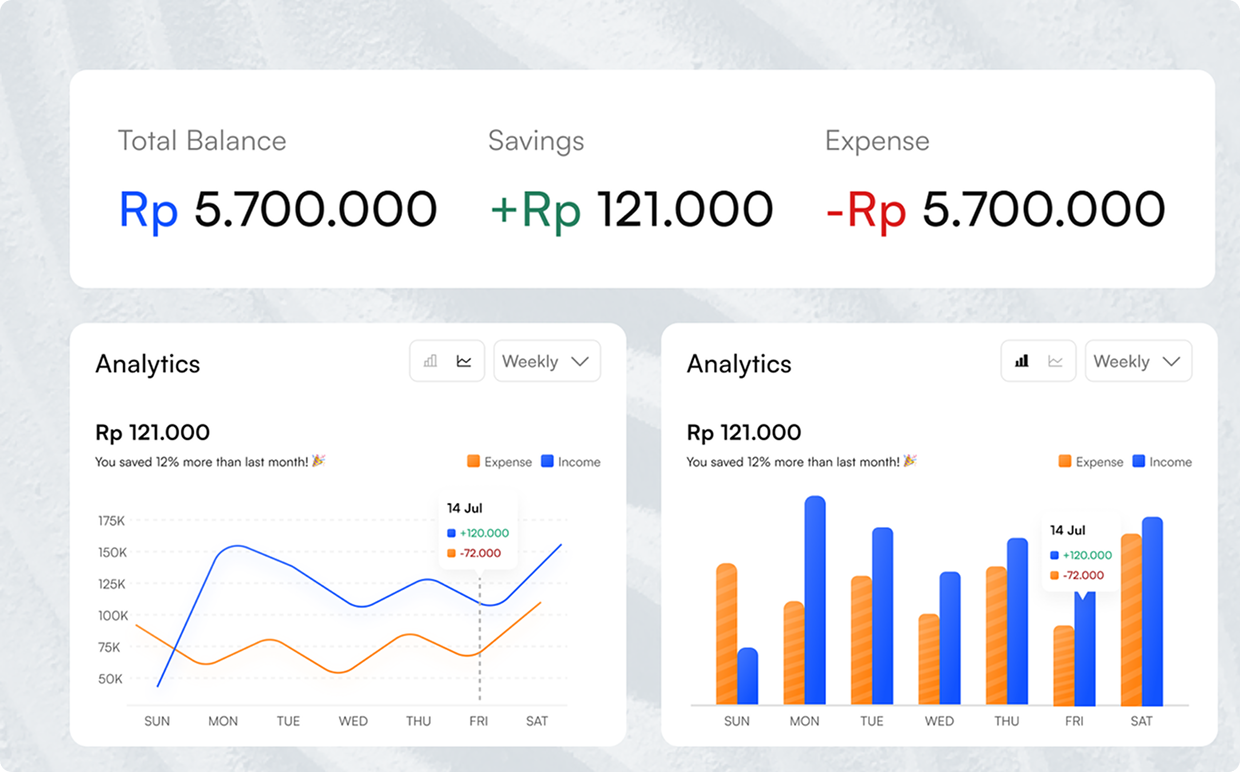 Total Balance Savings Expense
Rp 5.700.000 +Rp 121.000 -Rp 5.700.000
Analytics Weekly
Rp 121.000
You saved 12% more than last month! 🎉 Expense Income
14 Jul
+120.000
-72.000
175K
150K
125K
100K
75K
50K
SUN MON TUE WED THU FRI SAT
Analytics Weekly
Rp 121.000
You saved 12% more than last month! 🎉 Expense Income
14 Jul
+120.000
-72.000
SUN MON TUE WED THU FRI SAT